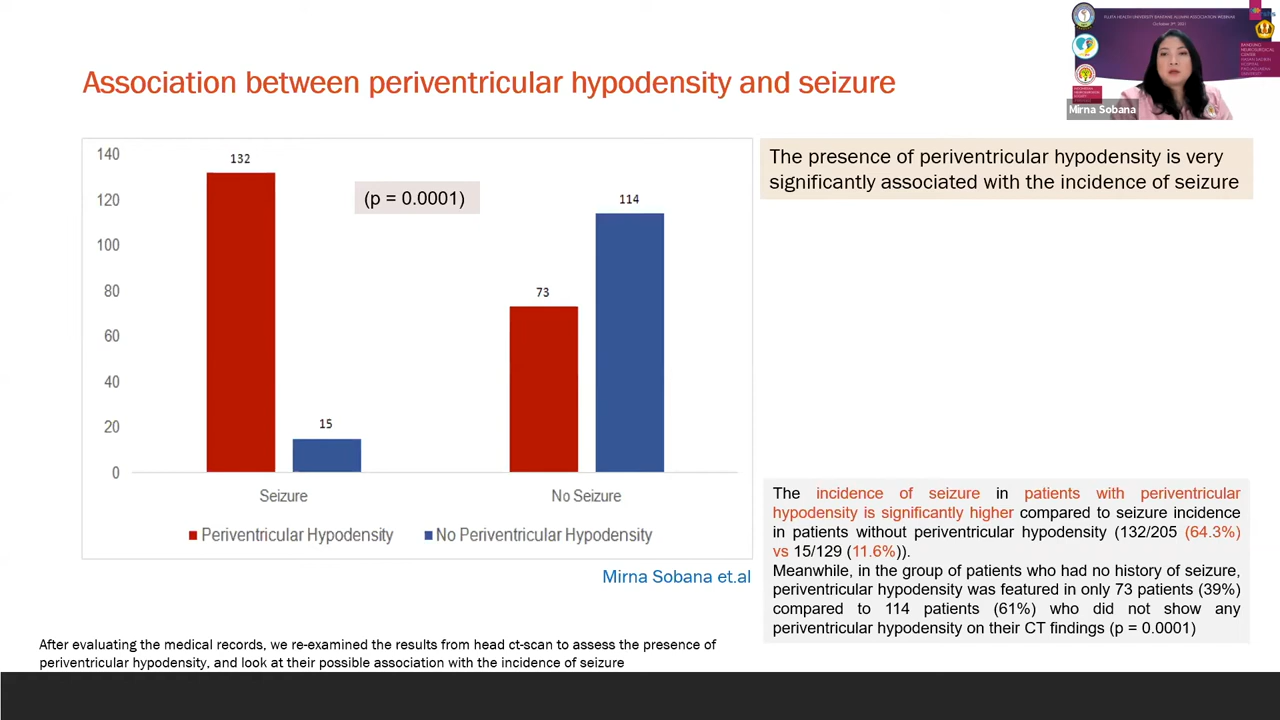 FUJITA HEALTH UNIVERSITY BANTANE ALUMNI ASSOCIATION WEBINAR
Mirna Sobana
Association between periventricular hypodensity and seizure
140
120
100
80
60
40
20
0
132
15
73
114
(p = 0.0001)
Seizure
No Seizure
Periventricular Hypodensity
No Periventricular Hypodensity
Mirna Sobana et.al
The presence of periventricular hypodensity is very
significantly associated with the incidence of seizure
The incidence of seizure in patients with periventricular
hypodensity is significantly higher compared to seizure incidence
in patients without periventricular hypodensity (132/205 (64.3%)
vs 15/129 (11.6%)).
Meanwhile, in the group of patients who had no history of seizure,
periventricular hypodensity was featured in only 73 patients (39%)
compared to 114 patients (61%) who did not show any
periventricular hypodensity on their CT findings (p = 0.0001)
After evaluating the medical records, we re-examined the results from head ct-scan to assess the presence of
periventricular hypodensity, and look at their possible association with the incidence of seizure